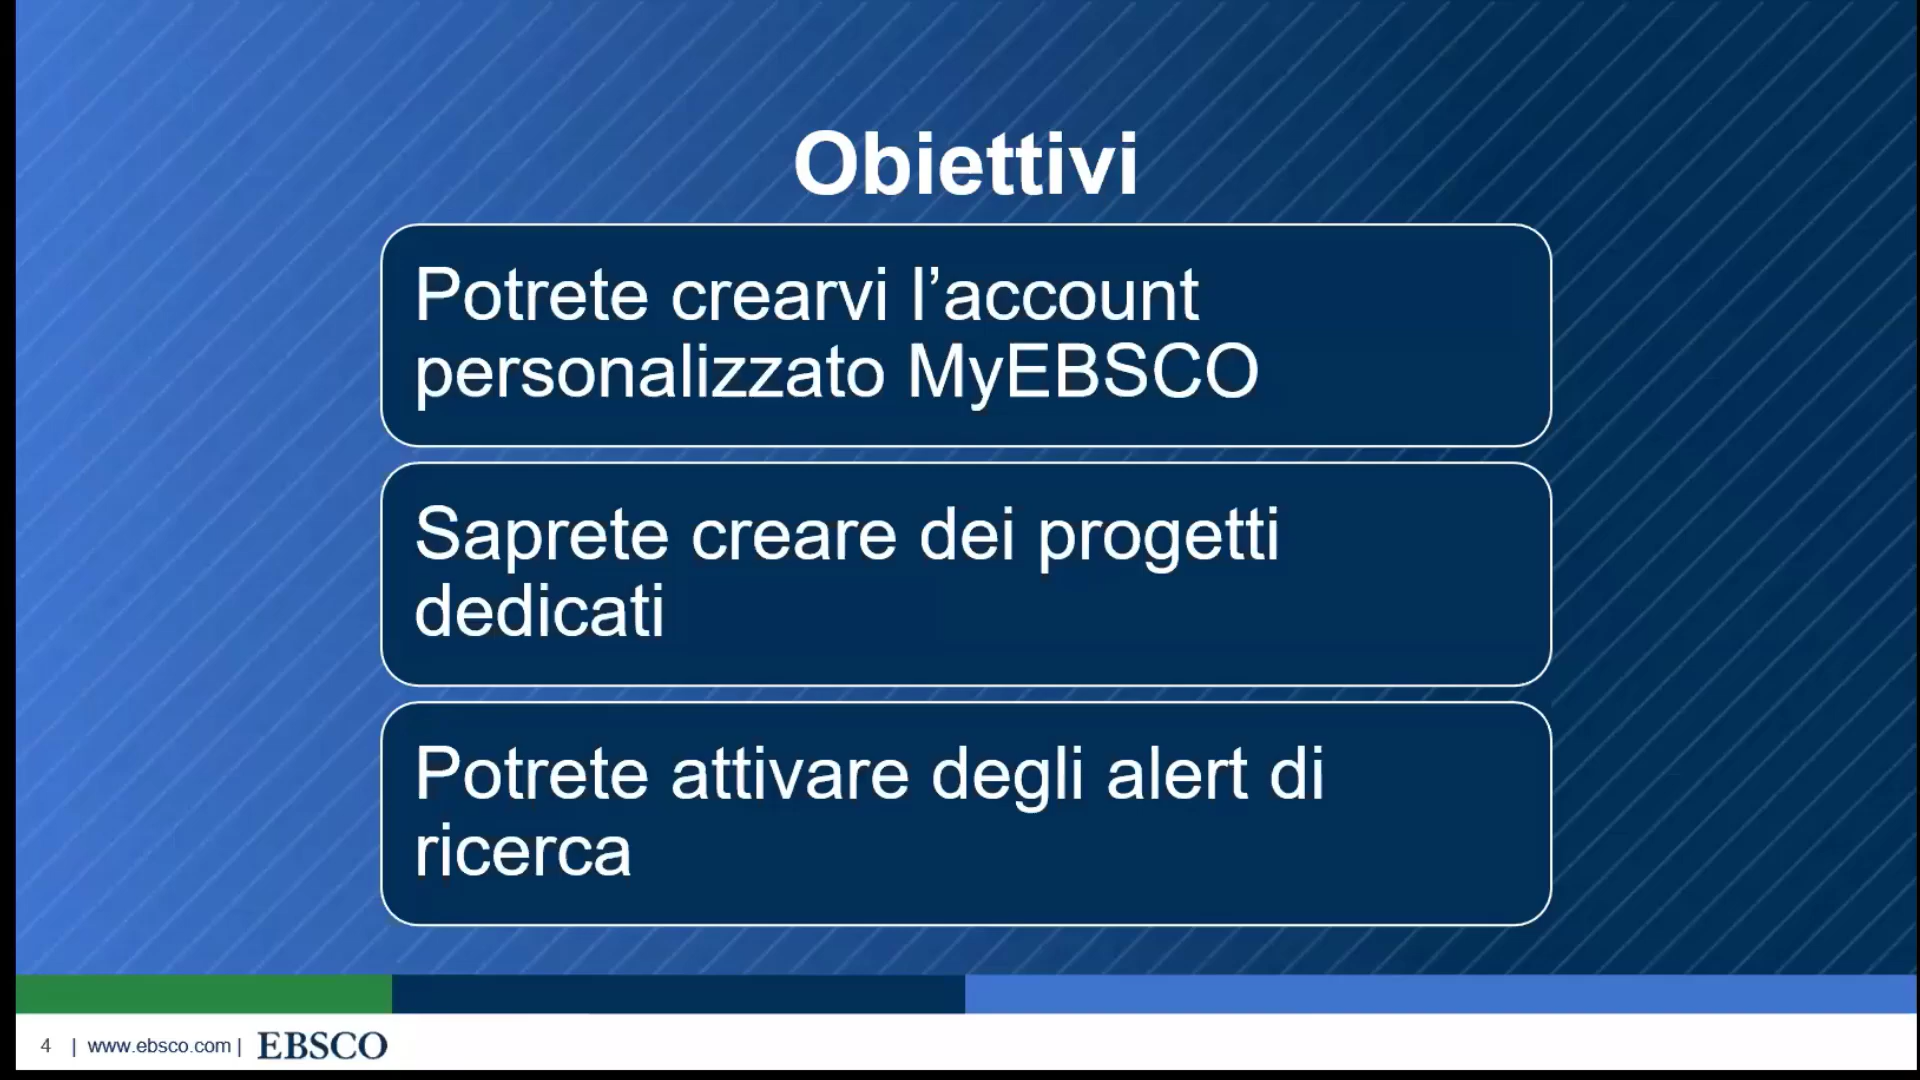 Obiettivi
Potrete crearvi l’account
personalizzato MyEBSCO
Saprete creare dei progetti
dedicati
Potrete attivare degli alert di
ricerca
4 | www.ebsco.com | EBSCO